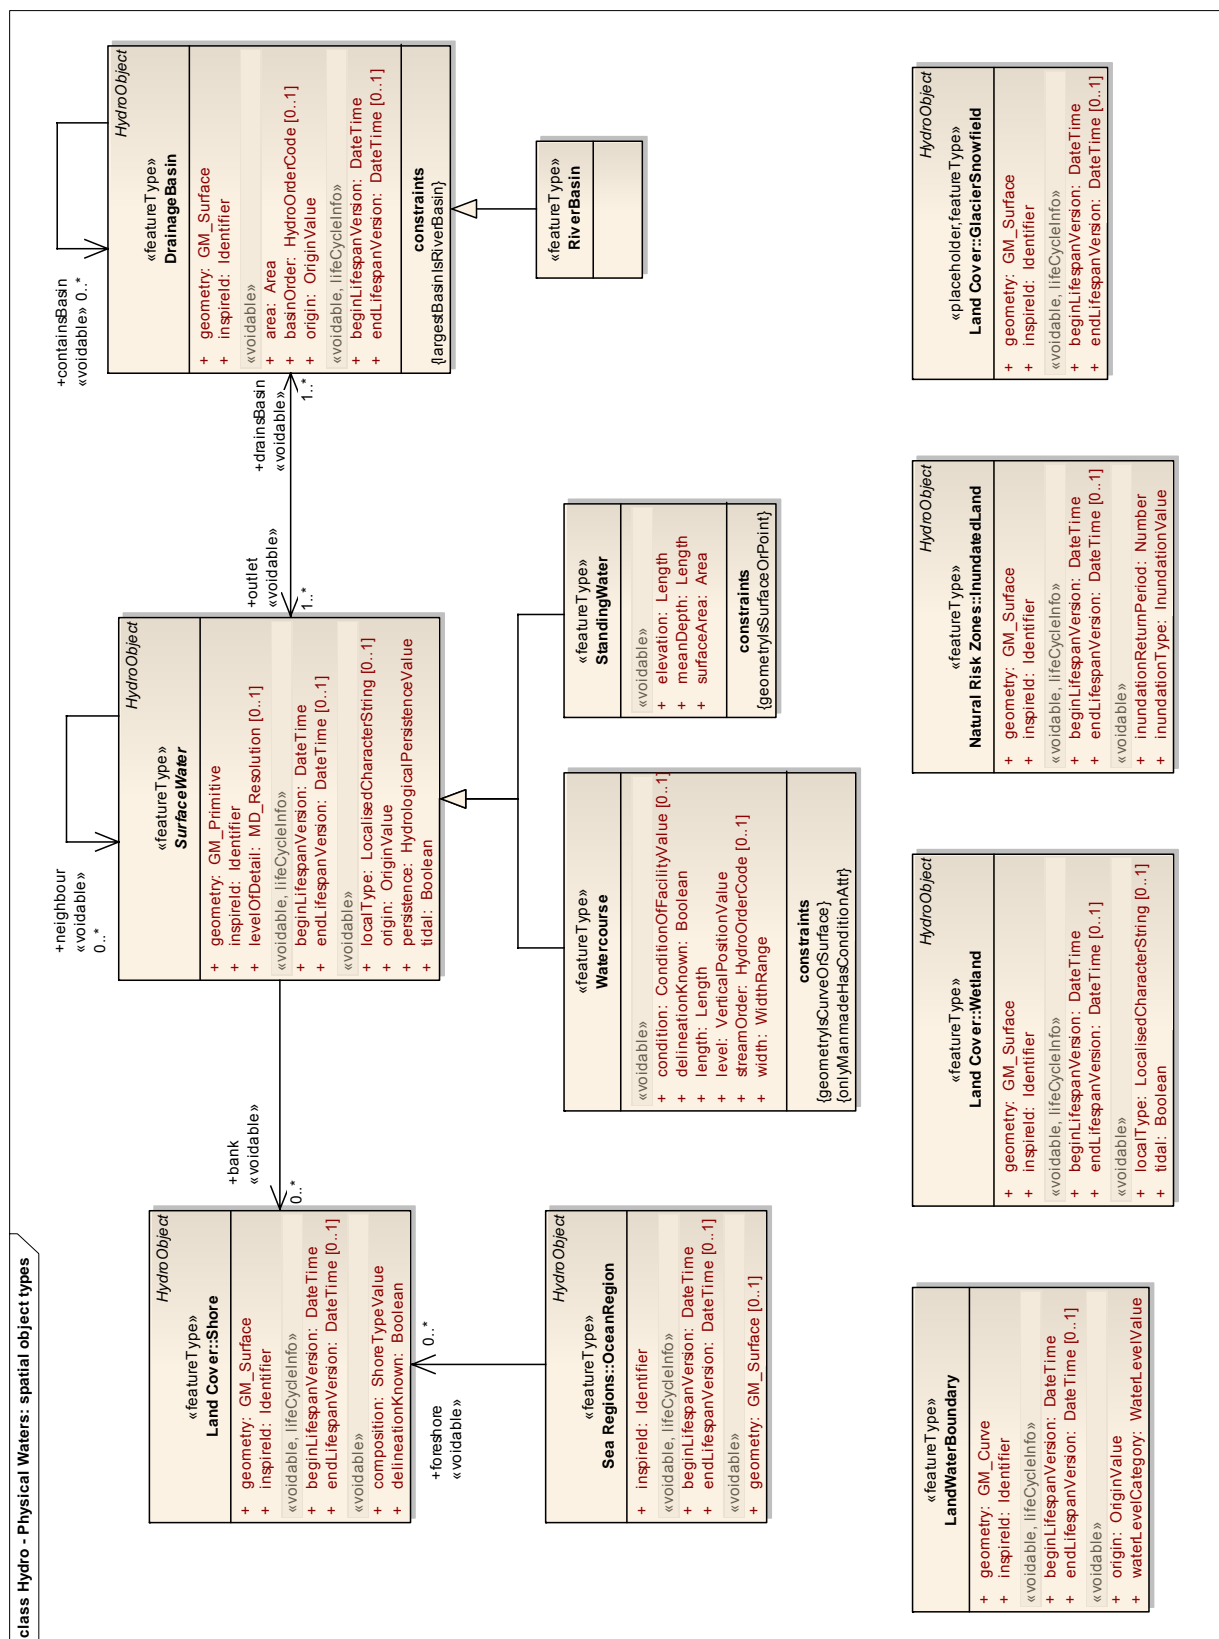 class Hydro - Physical Waters: spatial object types
HydroObject
«featureType»
Land Cover::Shore
+ geometry: GM_Surface
+ inspireId: Identifier
«voidable, lifeCycleInfo»
+ beginLifespanVersion: DateTime
+ endLifespanVersion: DateTime [0..1]
«voidable»
+ composition: ShoreTypeValue
+ delineationKnown: Boolean
+bank
«voidable»
0..*
+neighbour
«voidable»
0..*
HydroObject
«featureType»
SurfaceWater
+ geometry: GM_Primitive
+ inspireId: Identifier
+ levelOfDetail: MD_Resolution [0..1]
«voidable, lifeCycleInfo»
+ beginLifespanVersion: DateTime
+ endLifespanVersion: DateTime [0..1]
«voidable»
+ localType: LocalisedCharacterString [0..1]
+ origin: OriginValue
+ persistence: HydrologicalPersistenceValue
+ tidal: Boolean
+outlet
«voidable»
1..*
+drainsBasin
«voidable»
1..*
+containsBasin
«voidable» 0..*
HydroObject
«featureType»
DrainageBasin
+ geometry: GM_Surface
+ inspireId: Identifier
«voidable»
+ area: Area
+ basinOrder: HydroOrderCode [0..1]
+ origin: OriginValue
«voidable, lifeCycleInfo»
+ beginLifespanVersion: DateTime
+ endLifespanVersion: DateTime [0..1]
constraints
{largestBasinIsRiverBasin}
+foreshore
«voidable»
0..*
HydroObject
«featureType»
Sea Regions::OceanRegion
+ inspireId: Identifier
«voidable, lifeCycleInfo»
+ beginLifespanVersion: DateTime
+ endLifespanVersion: DateTime [0..1]
«voidable»
+ geometry: GM_Surface [0..1]
«featureType»
Watercourse
«voidable»
+ condition: ConditionOfFacilityValue [0..1]
+ delineationKnown: Boolean
+ length: Length
+ level: VerticalPositionValue
+ streamOrder: HydroOrderCode [0..1]
+ width: WidthRange
constraints
{geometryIsCurveOrSurface}
{onlyManmadeHasConditionAttr}
«featureType»
StandingWater
«voidable»
+ elevation: Length
+ meanDepth: Length
+ surfaceArea: Area
constraints
{geometryIsSurfaceOrPoint}
«featureType»
RiverBasin
HydroObject
«featureType»
LandWaterBoundary
+ geometry: GM_Curve
+ inspireId: Identifier
«voidable, lifeCycleInfo»
+ beginLifespanVersion: DateTime
+ endLifespanVersion: DateTime [0..1]
«voidable»
+ origin: OriginValue
+ waterLevelCategory: WaterLevelValue
HydroObject
«featureType»
Land Cover::Wetland
+ geometry: GM_Surface
+ inspireId: Identifier
«voidable, lifeCycleInfo»
+ beginLifespanVersion: DateTime
+ endLifespanVersion: DateTime [0..1]
«voidable»
+ localType: LocalisedCharacterString [0..1]
+ tidal: Boolean
HydroObject
«featureType»
Natural Risk Zones::InundatedLand
+ geometry: GM_Surface
+ inspireId: Identifier
«voidable, lifeCycleInfo»
+ beginLifespanVersion: DateTime
+ endLifespanVersion: DateTime [0..1]
«voidable»
+ inundationReturnPeriod: Number
+ inundationType: InundationValue
HydroObject
«placeholder,featureType»
Land Cover::GlacierSnowfield
+ geometry: GM_Surface
+ inspireId: Identifier
«voidable, lifeCycleInfo»
+ beginLifespanVersion: DateTime
+ endLifespanVersion: DateTime [0..1]